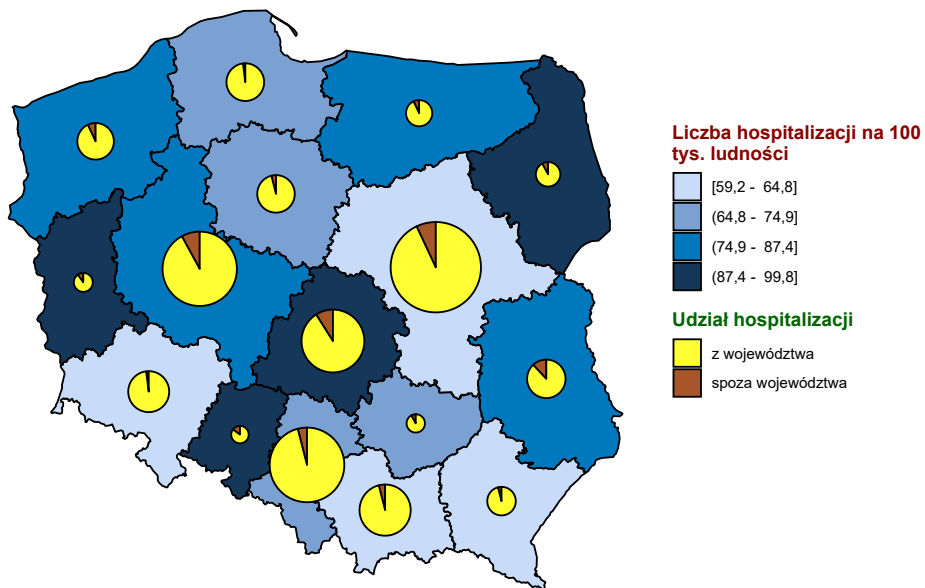 Liczba hospitalizacji na 100
tys. ludności
[59,2 - 64,8]
(64,8 - 74,9]
(74,9 - 87,4]
(87,4 - 99,8]
Udział hospitalizacji
z województwa
spoza województwa